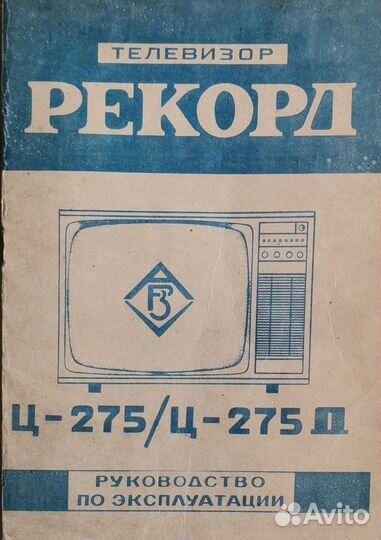 ТЕЛЕВИЗОР
РЕКОРД
Ц-275/Ц-275Д
РУКОВОДСТВО
ПО ЭКСПЛУАТАЦИИ
Avito